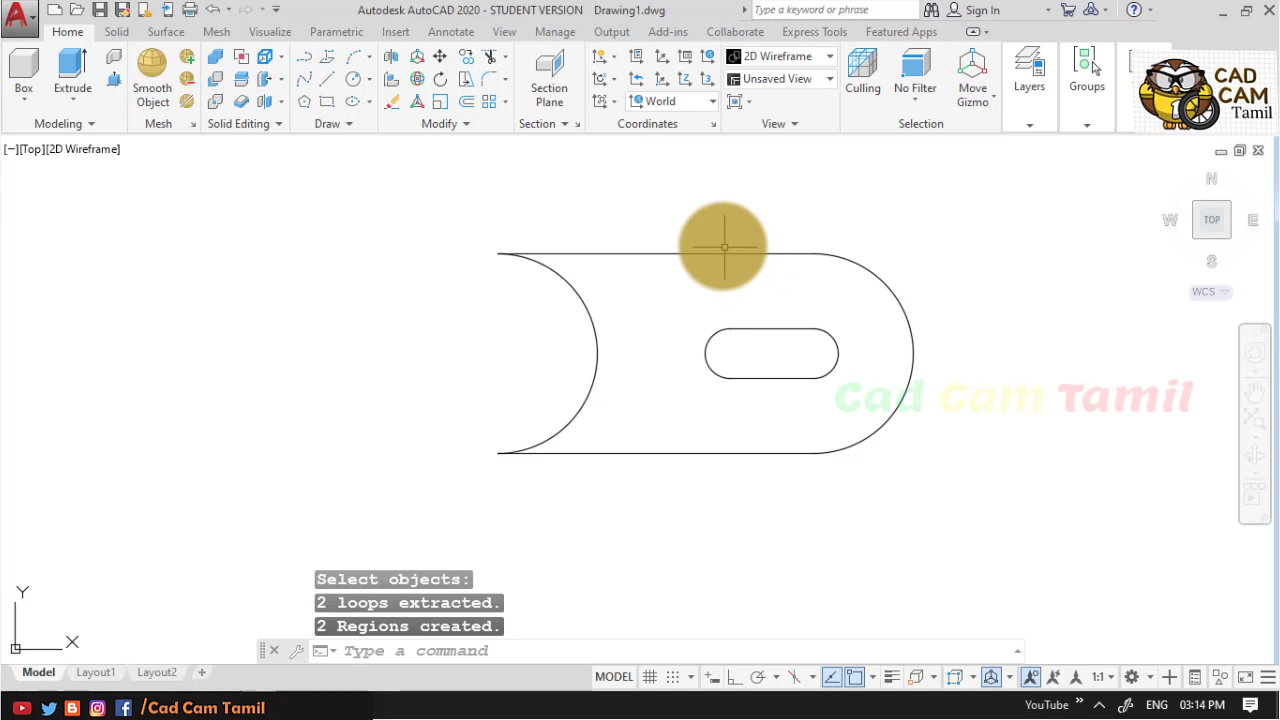 Autodesk AutoCAD 2020 - STUDENT VERSION Drawing1.dwg
Type a keyword or phrase
Sign In
Home Solid Surface Mesh Visualize Parametric Insert Annotate View Manage Output Add-ins Collaborate Express Tools Featured Apps
Box
Extrude
Smooth
Object
Section
Plane
World
2D Wireframe
Unsaved View
Culling
No Filter
Move
Gizmo
Layers
Groups
CAD
CAM
Tamil
Modeling
Mesh
Solid Editing
Draw
Modify
Section
Coordinates
View
Selection
[−][Top][2D Wireframe]
N
W
TOP
E
S
WCS
Cad Cam Tamil
Y
X
Select objects:
2 loops extracted.
2 Regions created.
Type a command
Model Layout1 Layout2 +
MODEL
1:1
/Cad Cam Tamil
YouTube
ENG
03:14 PM